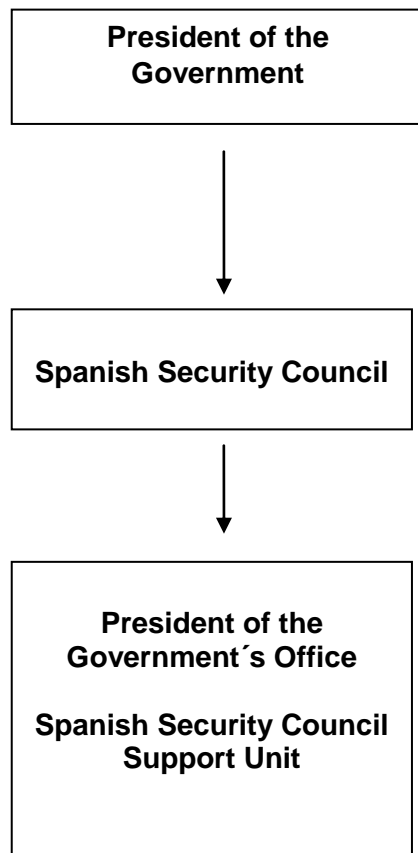 President of the
Government
Spanish Security Council
President of the
Government´s Office
Spanish Security Council
Support Unit